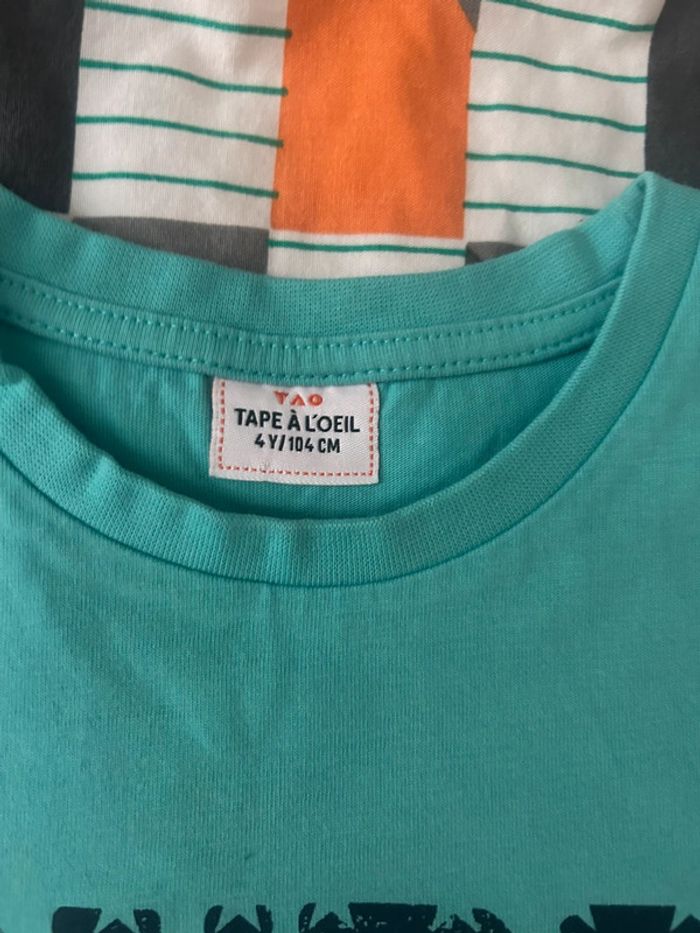 TAO
TAPE À L'OEIL
4 Y/104 CM